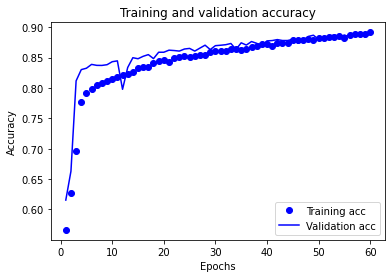 Training and validation accuracy
0.90
0.85
0.80
0.75
0.70
0.65
0.60
Accuracy
0
10
20
30
40
50
60
Epochs
Training acc
Validation acc